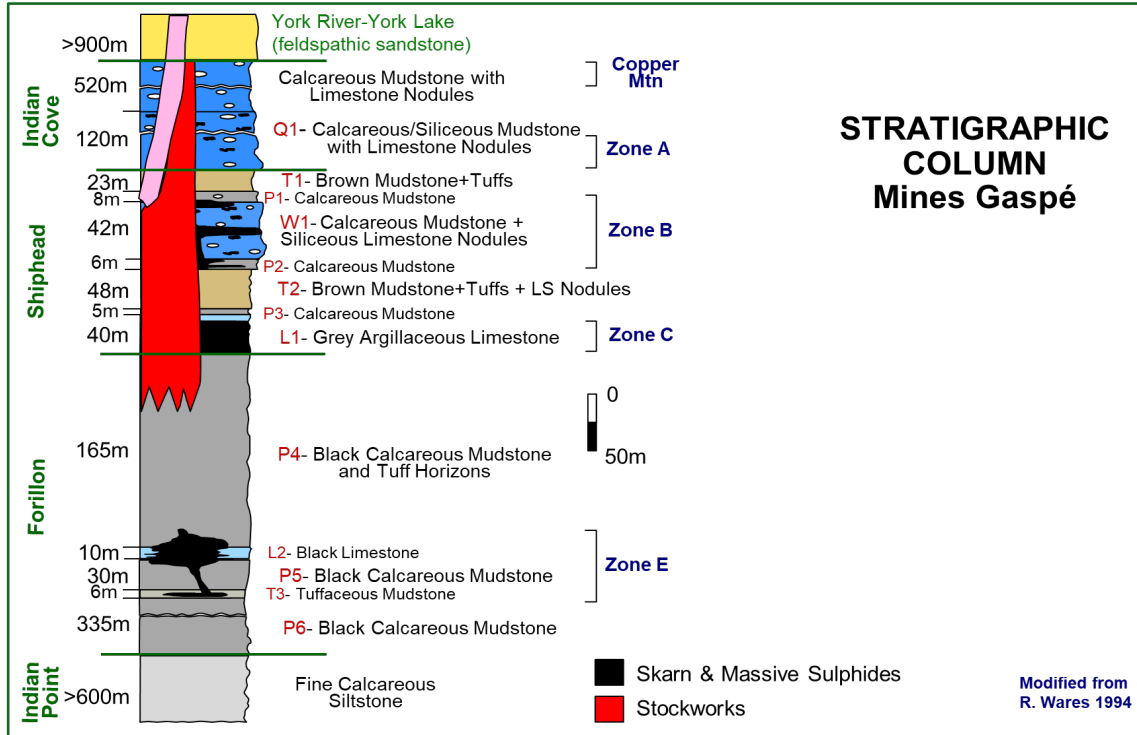 York River-York Lake
(feldspathic sandstone)
>900m
Copper
Mtn
Indian
Cove
520m
Calcareous Mudstone with
Limestone Nodules
STRATIGRAPHIC
COLUMN
Mines Gaspé
120m
Q1- Calcareous/Siliceous Mudstone
with Limestone Nodules
Zone A
Shiphead
23m
T1- Brown Mudstone+Tuffs
8m
P1- Calcareous Mudstone
42m
W1- Calcareous Mudstone +
Siliceous Limestone Nodules
Zone B
6m
P2- Calcareous Mudstone
48m
T2- Brown Mudstone+Tuffs + LS Nodules
5m
P3- Calcareous Mudstone
40m
L1- Grey Argillaceous Limestone
Zone C
0
50m
Forillon
165m
P4- Black Calcareous Mudstone
and Tuff Horizons
10m
L2- Black Limestone
Zone E
30m
P5- Black Calcareous Mudstone
6m
T3- Tuffaceous Mudstone
335m
P6- Black Calcareous Mudstone
Indian
Point
>600m
Fine Calcareous
Siltstone
Skarn & Massive Sulphides
Stockworks
Modified from
R. Wares 1994